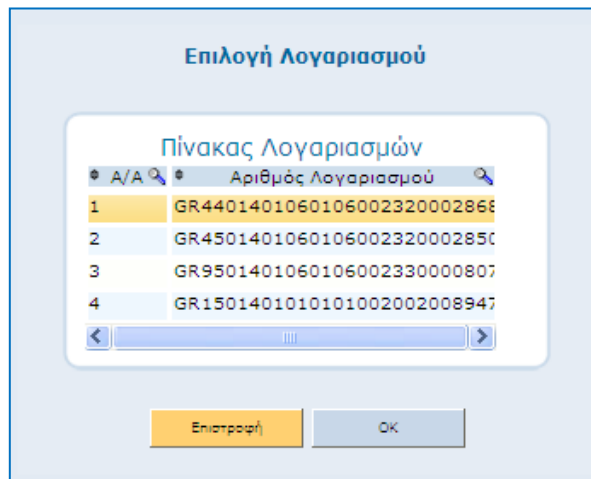 Επιλογή Λογαριασμού
Πίνακας Λογαριασμών
Α/Α Αριθμός Λογαριασμού
1 GR4401401060106002320002868
2 GR4501401060106002320002850
3 GR9501401060106002330000807
4 GR1501401010101002002008947
Επιστροφή OK